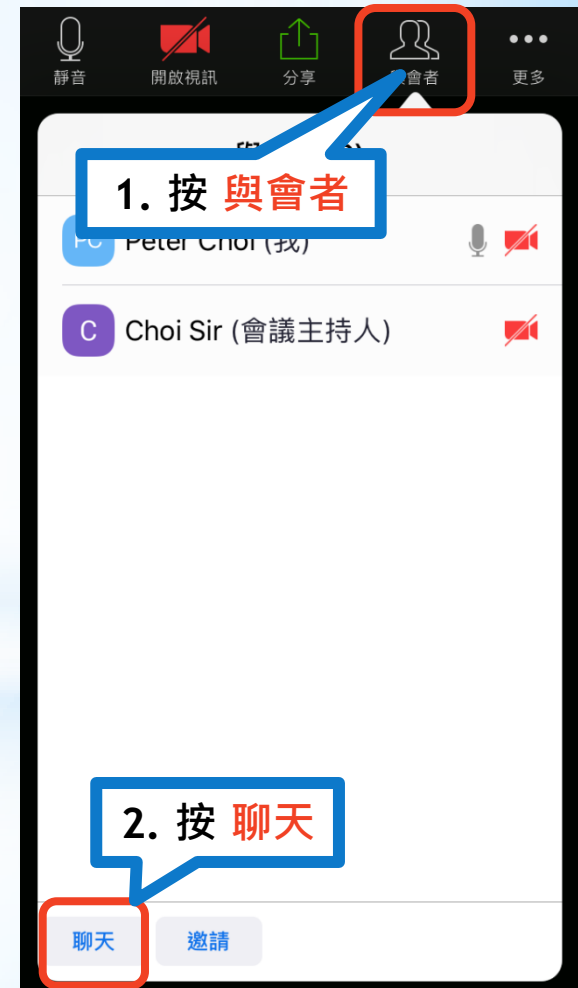 靜音 開啟視訊 分享 會者 更多
1. 按 與會者
PC Peter Choi (我)
C Choi Sir (會議主持人)
2. 按 聊天
聊天 邀請